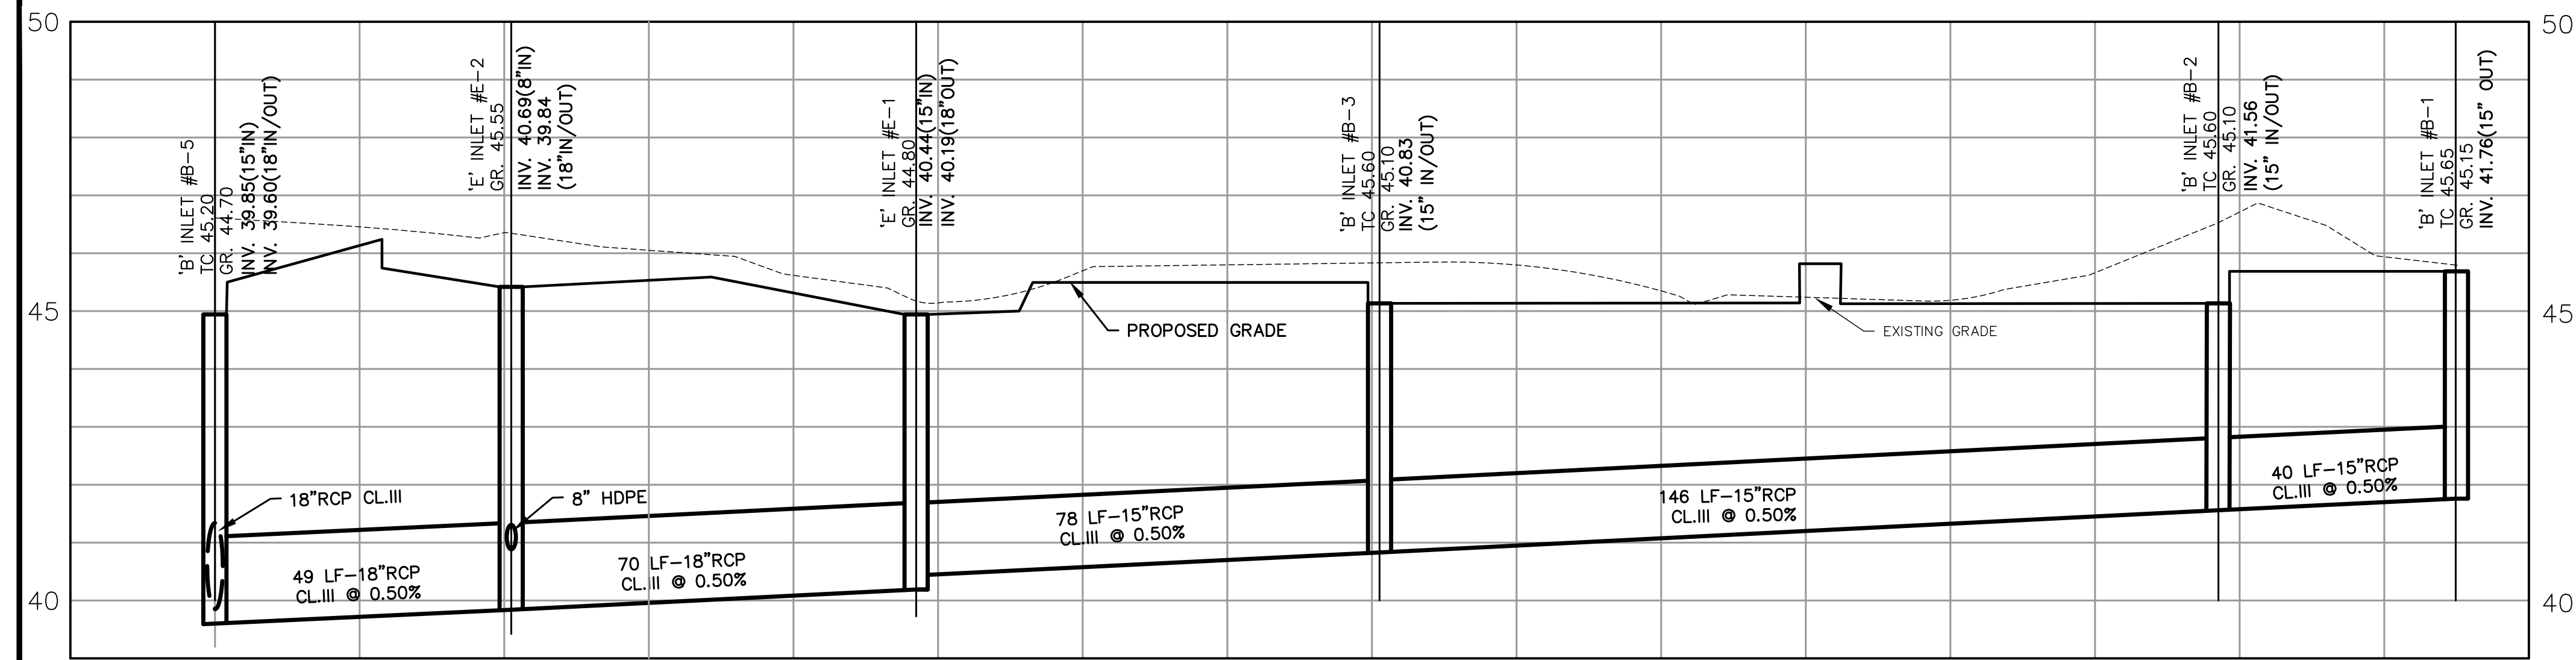 50
50
'B' INLET #B-5
TC 45.20
GR. 44.70
INV. 39.85(15"IN)
INV. 39.60(18"IN/OUT)
'E' INLET #E-2
GR. 45.55
INV. 40.69(8"IN)
INV. 39.84
(18"IN/OUT)
'E' INLET #E-1
GR. 44.80
INV. 40.44(15"IN)
INV. 40.19(18"OUT)
'B' INLET #B-3
TC 45.60
GR. 45.10
INV. 40.83
(15" IN/OUT)
'B' INLET #B-2
TC 45.60
GR. 45.10
INV. 41.56
(15" IN/OUT)
'B' INLET #B-1
TC 45.65
GR. 45.15
INV. 41.76(15" OUT)
45
45
PROPOSED GRADE
EXISTING GRADE
18"RCP CL.III
8" HDPE
49 LF-18"RCP
CL.III @ 0.50%
70 LF-18"RCP
CL.III @ 0.50%
78 LF-15"RCP
CL.III @ 0.50%
146 LF-15"RCP
CL.III @ 0.50%
40 LF-15"RCP
CL.III @ 0.50%
40
40